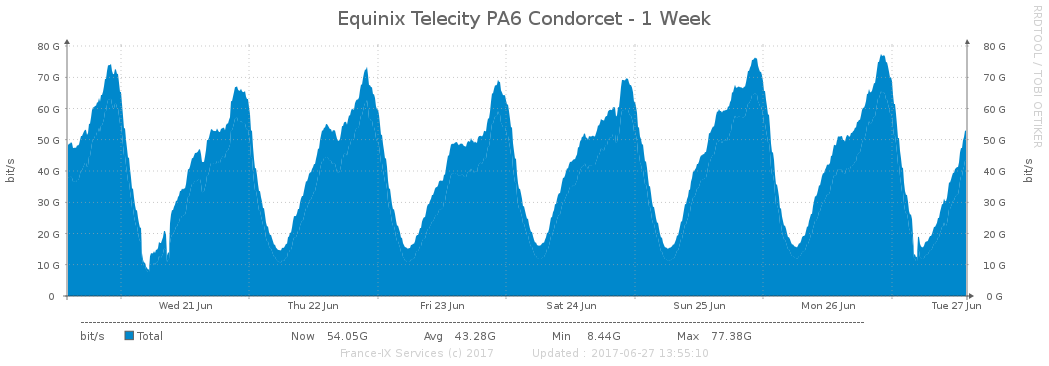 Equinix Telecity PA6 Condorcet - 1 Week
RRDTOOL / TOBI OETIKER
bit/s
80 G
70 G
60 G
50 G
40 G
30 G
20 G
10 G
0
80 G
70 G
60 G
50 G
40 G
30 G
20 G
10 G
0 G
bit/s
Wed 21 Jun Thu 22 Jun Fri 23 Jun Sat 24 Jun Sun 25 Jun Mon 26 Jun Tue 27 Jun
bit/s Total Now 54.05G Avg 43.28G Min 8.44G Max 77.38G
France-IX Services (c) 2017 Updated : 2017-06-27 13:55:10